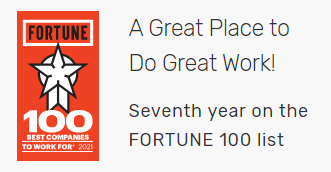 FORTUNE
100
BEST COMPANIES
TO WORK FOR® 2021
A Great Place to
Do Great Work!
Seventh year on the
FORTUNE 100 list